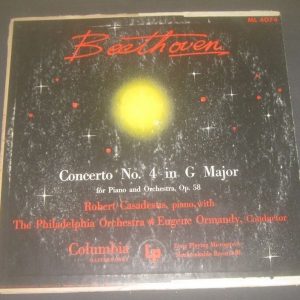 ML 4074
Beethoven
Concerto No. 4 in G Major
for Piano and Orchestra, Op. 58
Robert Casadesus, piano, with
The Philadelphia Orchestra Eugene Ormandy, Conductor
Columbia
LP
Long Playing Microgroove